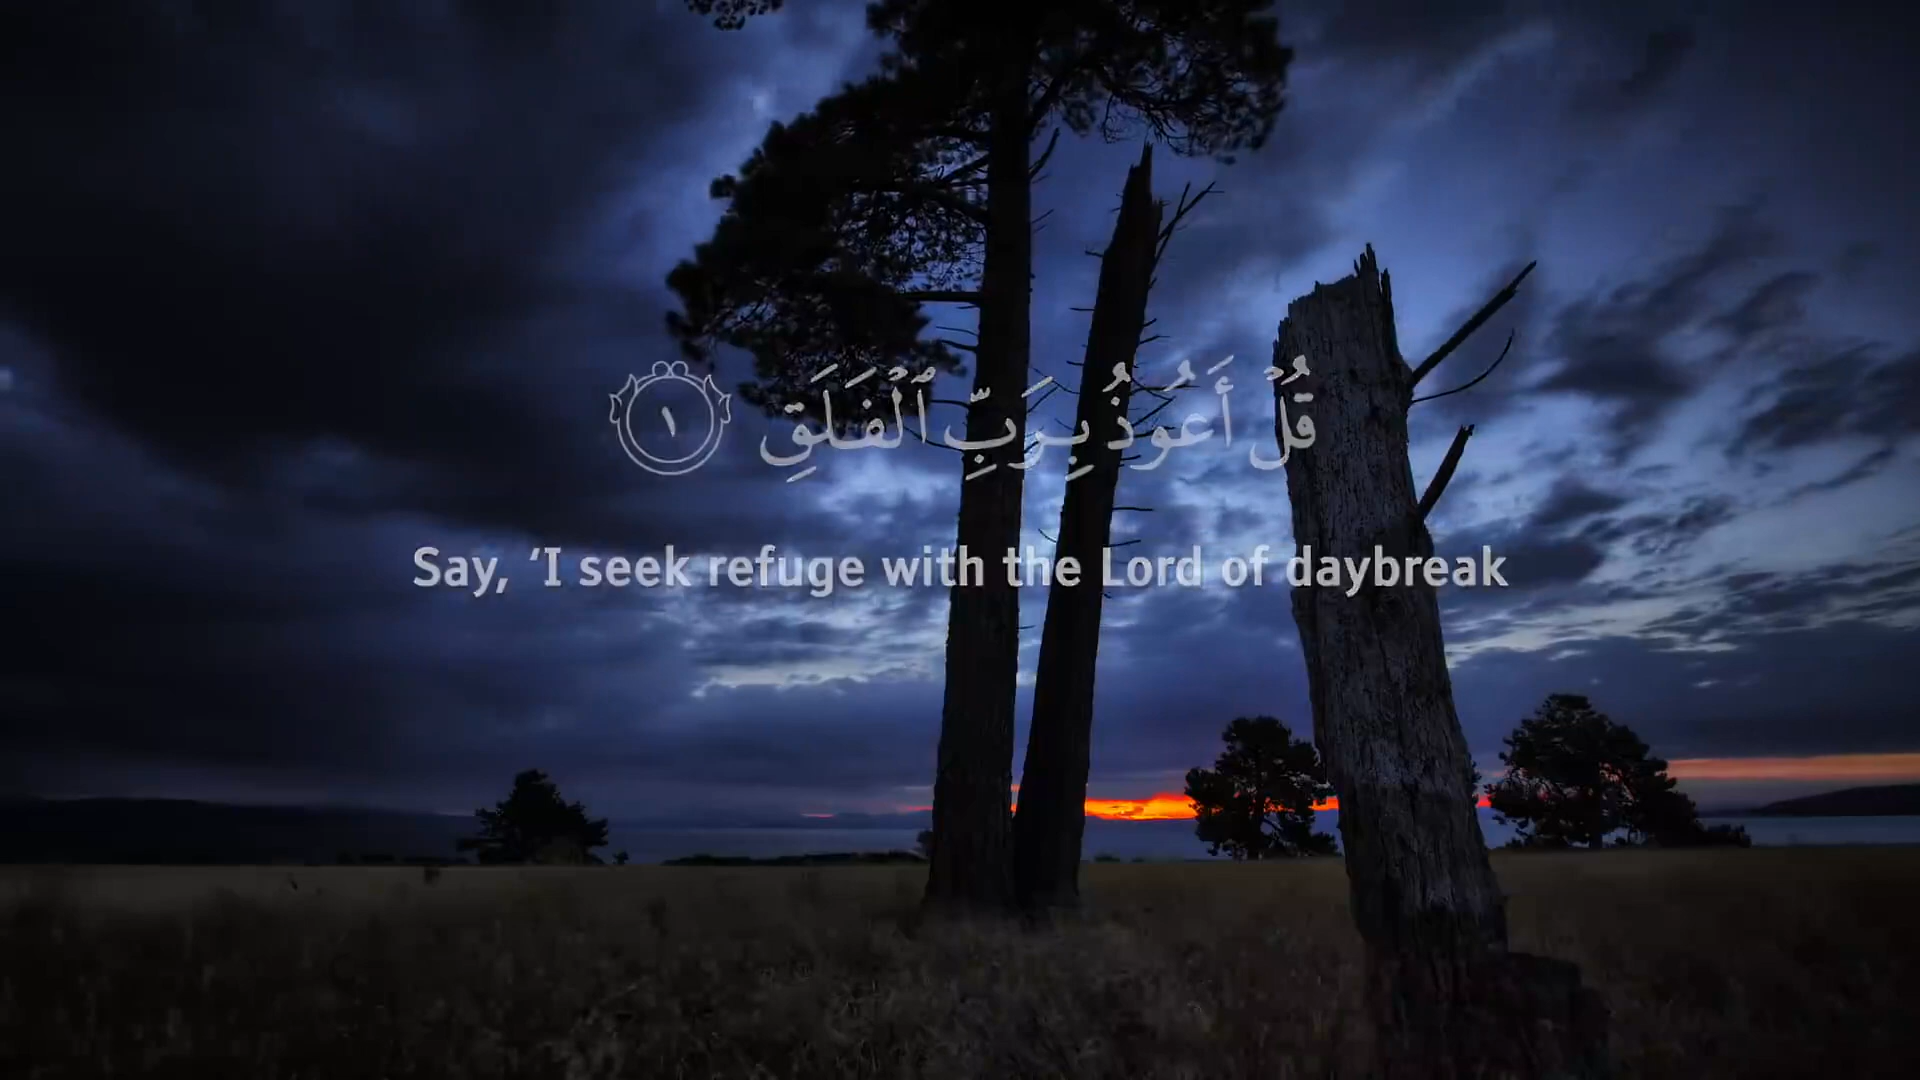 قُلْ أَعُوذُ بِرَبِّ ٱلْفَلَقِ ١
Say, ‘I seek refuge with the Lord of daybreak